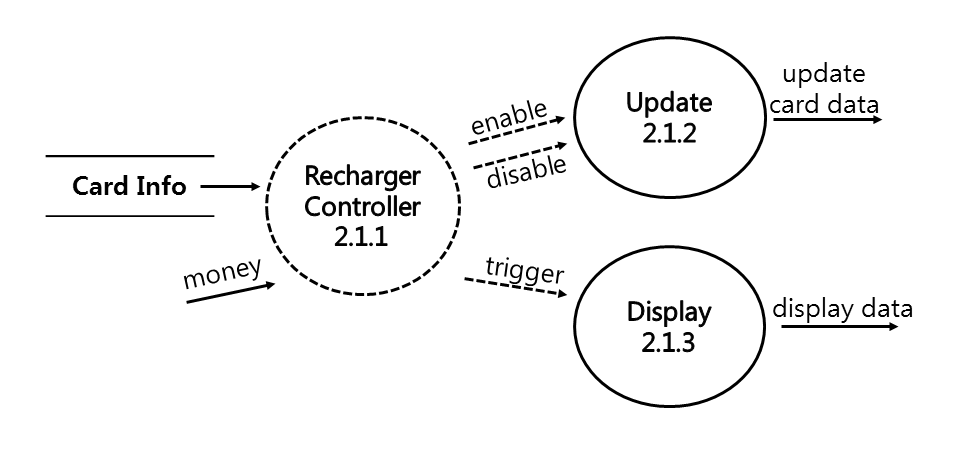 Card Info
money
Recharger
Controller
2.1.1
enable
disable
trigger
Update
2.1.2
update
card data
Display
2.1.3
display data